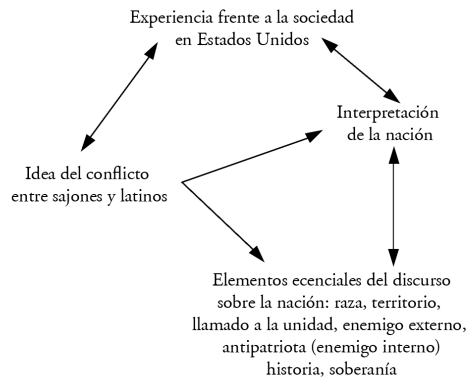 Experiencia frente a la sociedad
en Estados Unidos
Interpretación
de la nación
Idea del conflicto
entre sajones y latinos
Elementos ecenciales del discurso
sobre la nación: raza, territorio,
llamado a la unidad, enemigo externo,
antipatriota (enemigo interno)
historia, soberanía